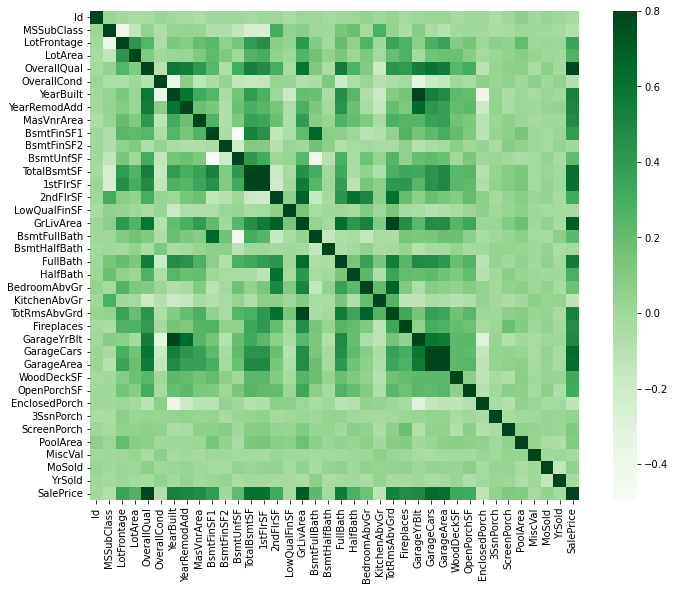 Id
MSSubClass
LotFrontage
LotArea
OverallQual
OverallCond
YearBuilt
YearRemodAdd
MasVnrArea
BsmtFinSF1
BsmtFinSF2
BsmtUnfSF
TotalBsmtSF
1stFlrSF
2ndFlrSF
LowQualFinSF
GrLivArea
BsmtFullBath
BsmtHalfBath
FullBath
HalfBath
BedroomAbvGr
KitchenAbvGr
TotRmsAbvGrd
Fireplaces
GarageYrBlt
GarageCars
GarageArea
WoodDeckSF
OpenPorchSF
EnclosedPorch
3SsnPorch
ScreenPorch
PoolArea
MiscVal
MoSold
YrSold
SalePrice
Id
MSSubClass
LotFrontage
LotArea
OverallQual
OverallCond
YearBuilt
YearRemodAdd
MasVnrArea
BsmtFinSF1
BsmtFinSF2
BsmtUnfSF
TotalBsmtSF
1stFlrSF
2ndFlrSF
LowQualFinSF
GrLivArea
BsmtFullBath
BsmtHalfBath
FullBath
HalfBath
BedroomAbvGr
KitchenAbvGr
TotRmsAbvGrd
Fireplaces
GarageYrBlt
GarageCars
GarageArea
WoodDeckSF
OpenPorchSF
EnclosedPorch
3SsnPorch
ScreenPorch
PoolArea
MiscVal
MoSold
YrSold
SalePrice
0.8
0.6
0.4
0.2
0.0
−0.2
−0.4